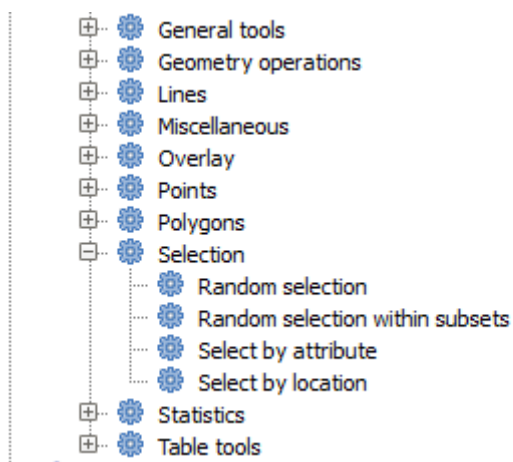 General tools
Geometry operations
Lines
Miscellaneous
Overlay
Points
Polygons
Selection
Random selection
Random selection within subsets
Select by attribute
Select by location
Statistics
Table tools